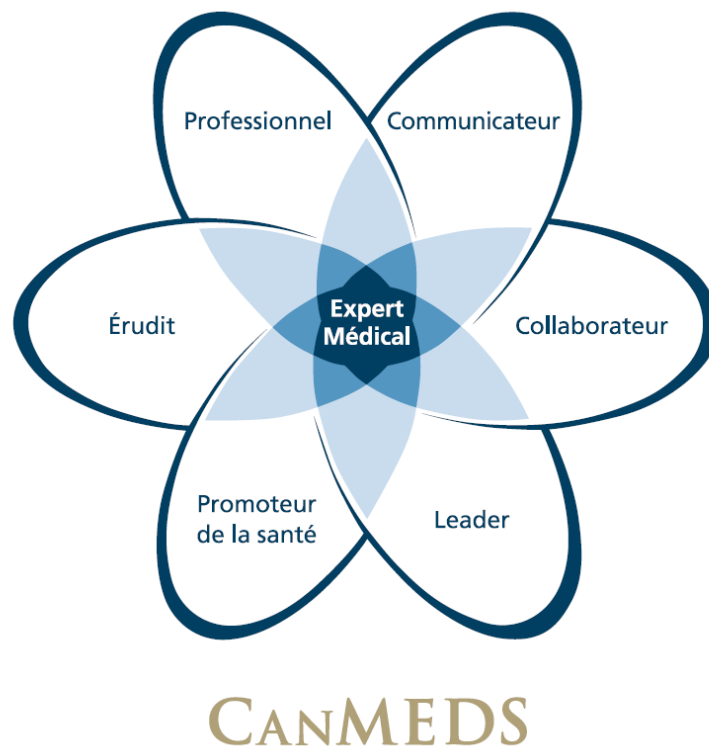 Professionnel
Communicateur
Érudit
Expert
Médical
Collaborateur
Promoteur
de la santé
Leader
CANMEDS